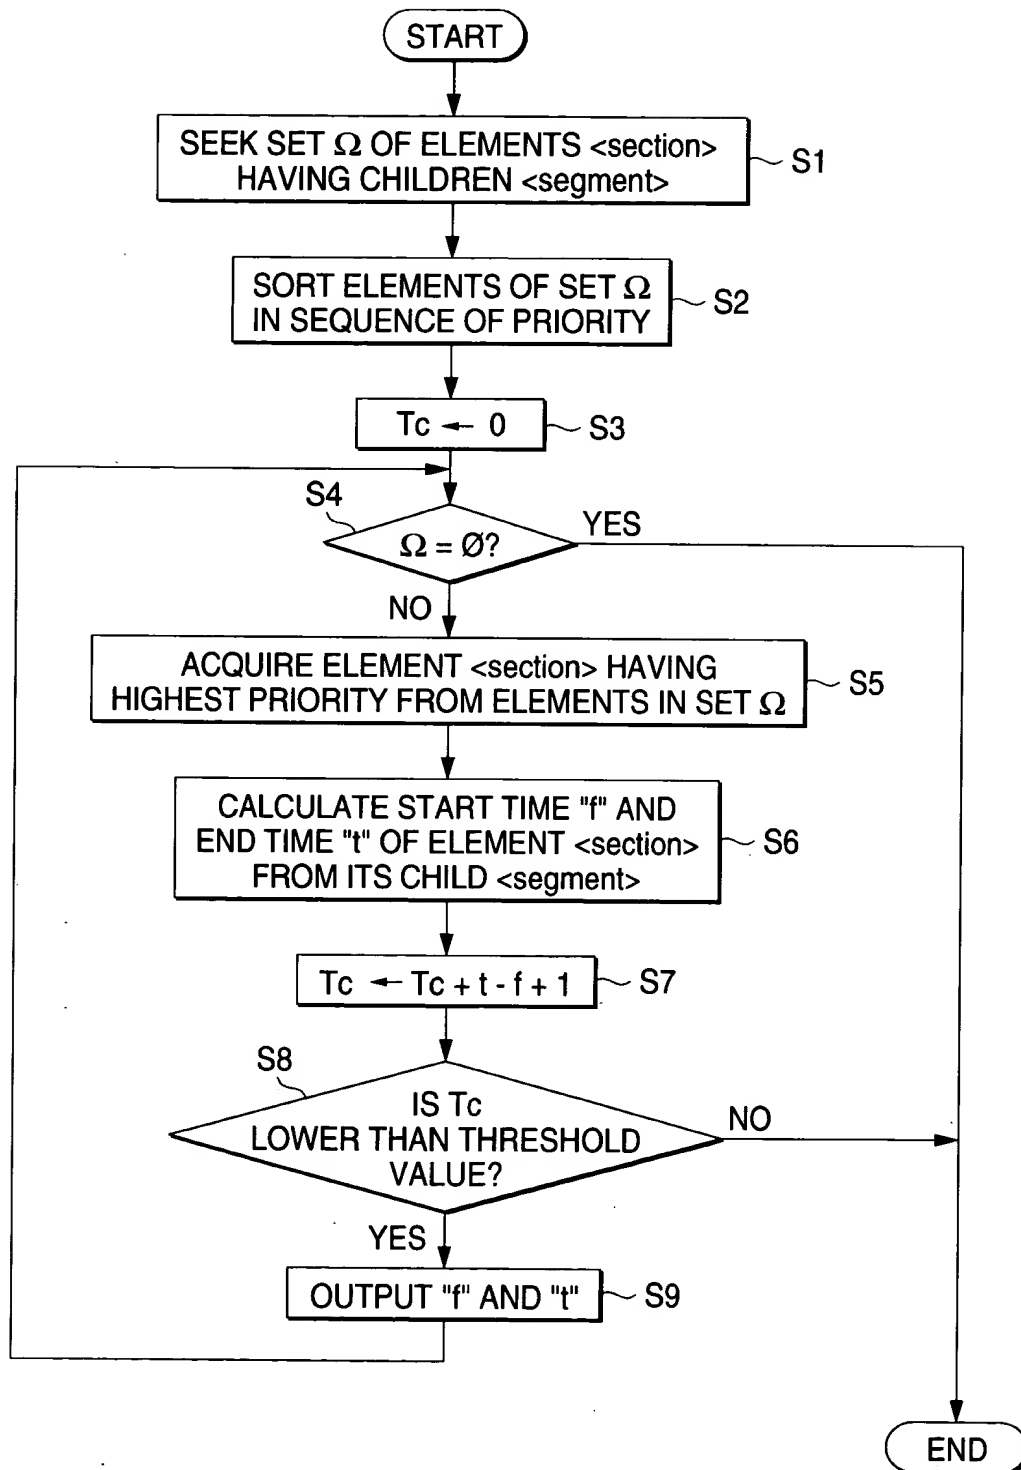 START
SEEK SET Ω OF ELEMENTS <section>
HAVING CHILDREN <segment>
S1
SORT ELEMENTS OF SET Ω
IN SEQUENCE OF PRIORITY
S2
Tc ← 0
S3
S4
Ω = Ø?
YES
NO
ACQUIRE ELEMENT <section> HAVING
HIGHEST PRIORITY FROM ELEMENTS IN SET Ω
S5
CALCULATE START TIME "f" AND
END TIME "t" OF ELEMENT <section>
FROM ITS CHILD <segment>
S6
Tc ← Tc + t - f + 1
S7
S8
IS Tc
LOWER THAN THRESHOLD
VALUE?
NO
YES
OUTPUT "f" AND "t"
S9
END